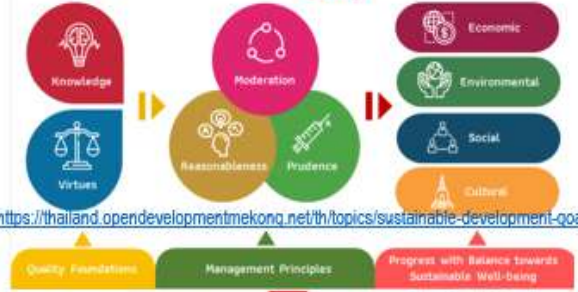 Knowledge
Virtues
Moderation
Reasonableness
Prudence
Economic
Environmental
Social
Cultural
https://thailand.opendevelopmentmekong.net/th/topics/sustainable-development-goa
Quality Foundations
Management Principles
Progress with Balance towards
Sustainable Well-being